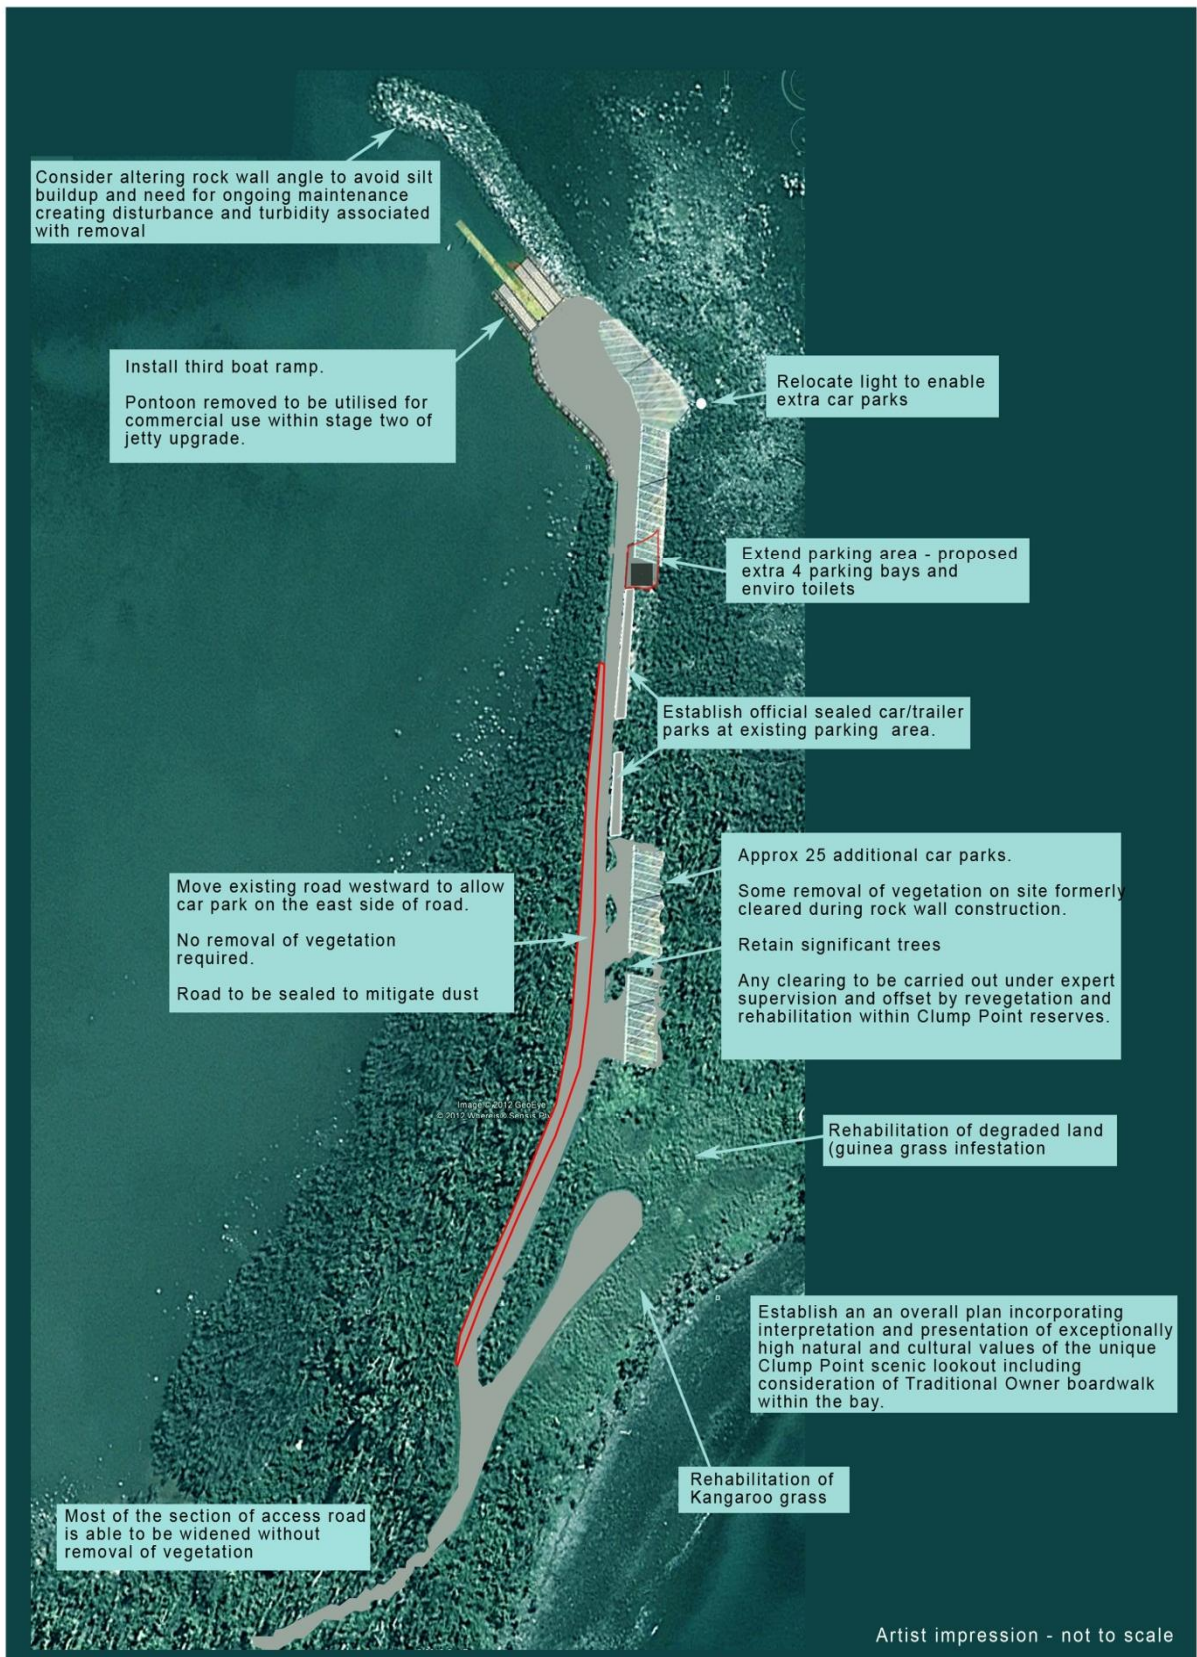 Consider altering rock wall angle to avoid silt
buildup and need for ongoing maintenance
creating disturbance and turbidity associated
with removal
Install third boat ramp.
Pontoon removed to be utilised for
commercial use within stage two of
jetty upgrade.
Relocate light to enable
extra car parks
Extend parking area - proposed
extra 4 parking bays and
enviro toilets
Establish official sealed car/trailer
parks at existing parking area.
Approx 25 additional car parks.
Some removal of vegetation on site formerly
cleared during rock wall construction.
Retain significant trees
Any clearing to be carried out under expert
supervision and offset by revegetation and
rehabilitation within Clump Point reserves.
Move existing road westward to allow
car park on the east side of road.
No removal of vegetation
required.
Road to be sealed to mitigate dust
Image © 2012 GeoEye
© 2012 Whereis® Sensis Pty
Rehabilitation of degraded land
(guinea grass infestation
Establish an an overall plan incorporating
interpretation and presentation of exceptionally
high natural and cultural values of the unique
Clump Point scenic lookout including
consideration of Traditional Owner boardwalk
within the bay.
Rehabilitation of
Kangaroo grass
Most of the section of access road
is able to be widened without
removal of vegetation
Artist impression - not to scale